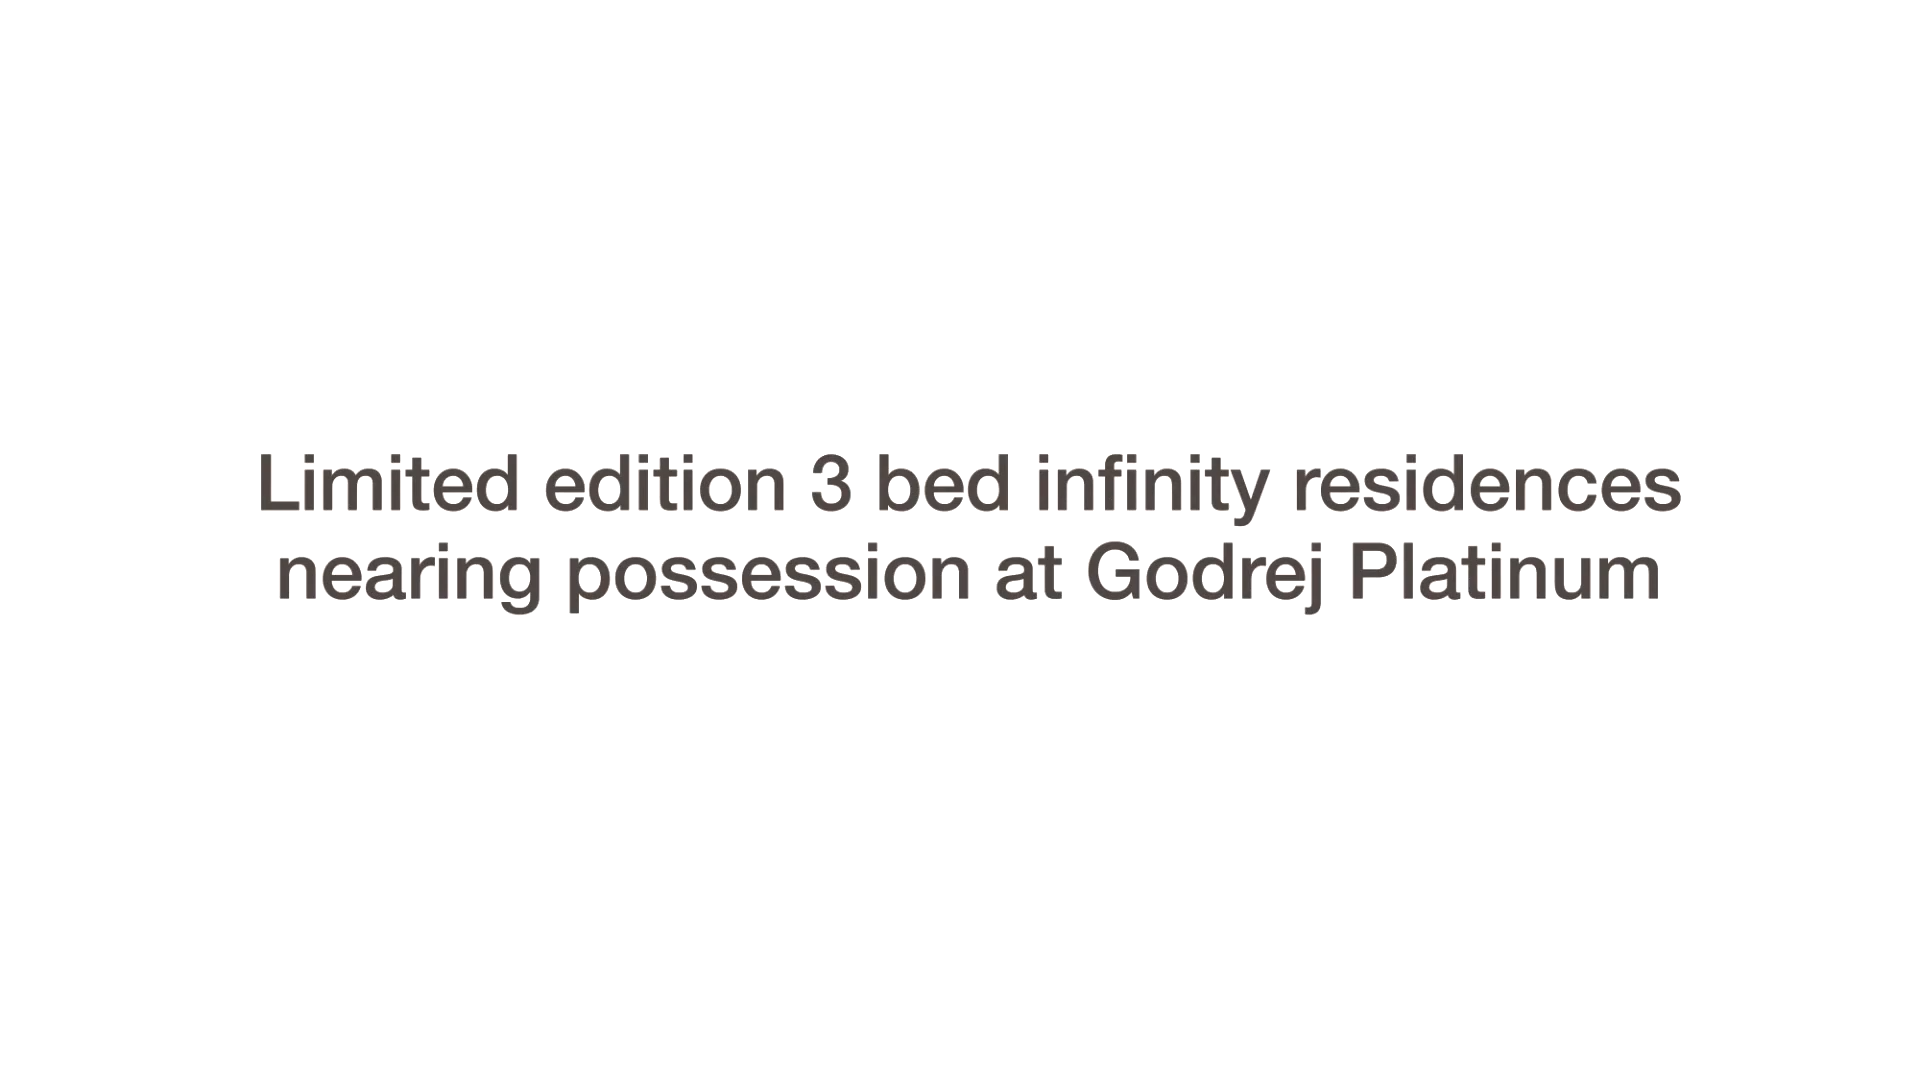 Limited edition 3 bed infinity residences
nearing possession at Godrej Platinum